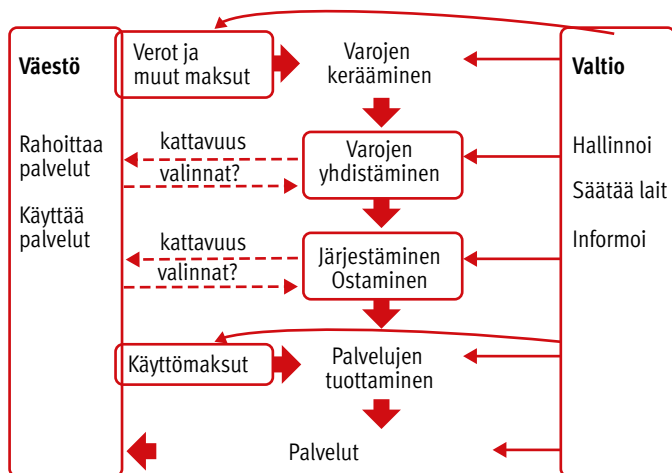 Väestö
Rahoittaa
palvelut
Käyttää
palvelut
Verot ja
muut maksut
Varojen
kerääminen
kattavuus
valinnat?
Varojen
yhdistäminen
kattavuus
valinnat?
Järjestäminen
Ostaminen
Käyttömaksut
Palvelujen
tuottaminen
Palvelut
Valtio
Hallinnoi
Säätää lait
Informoi